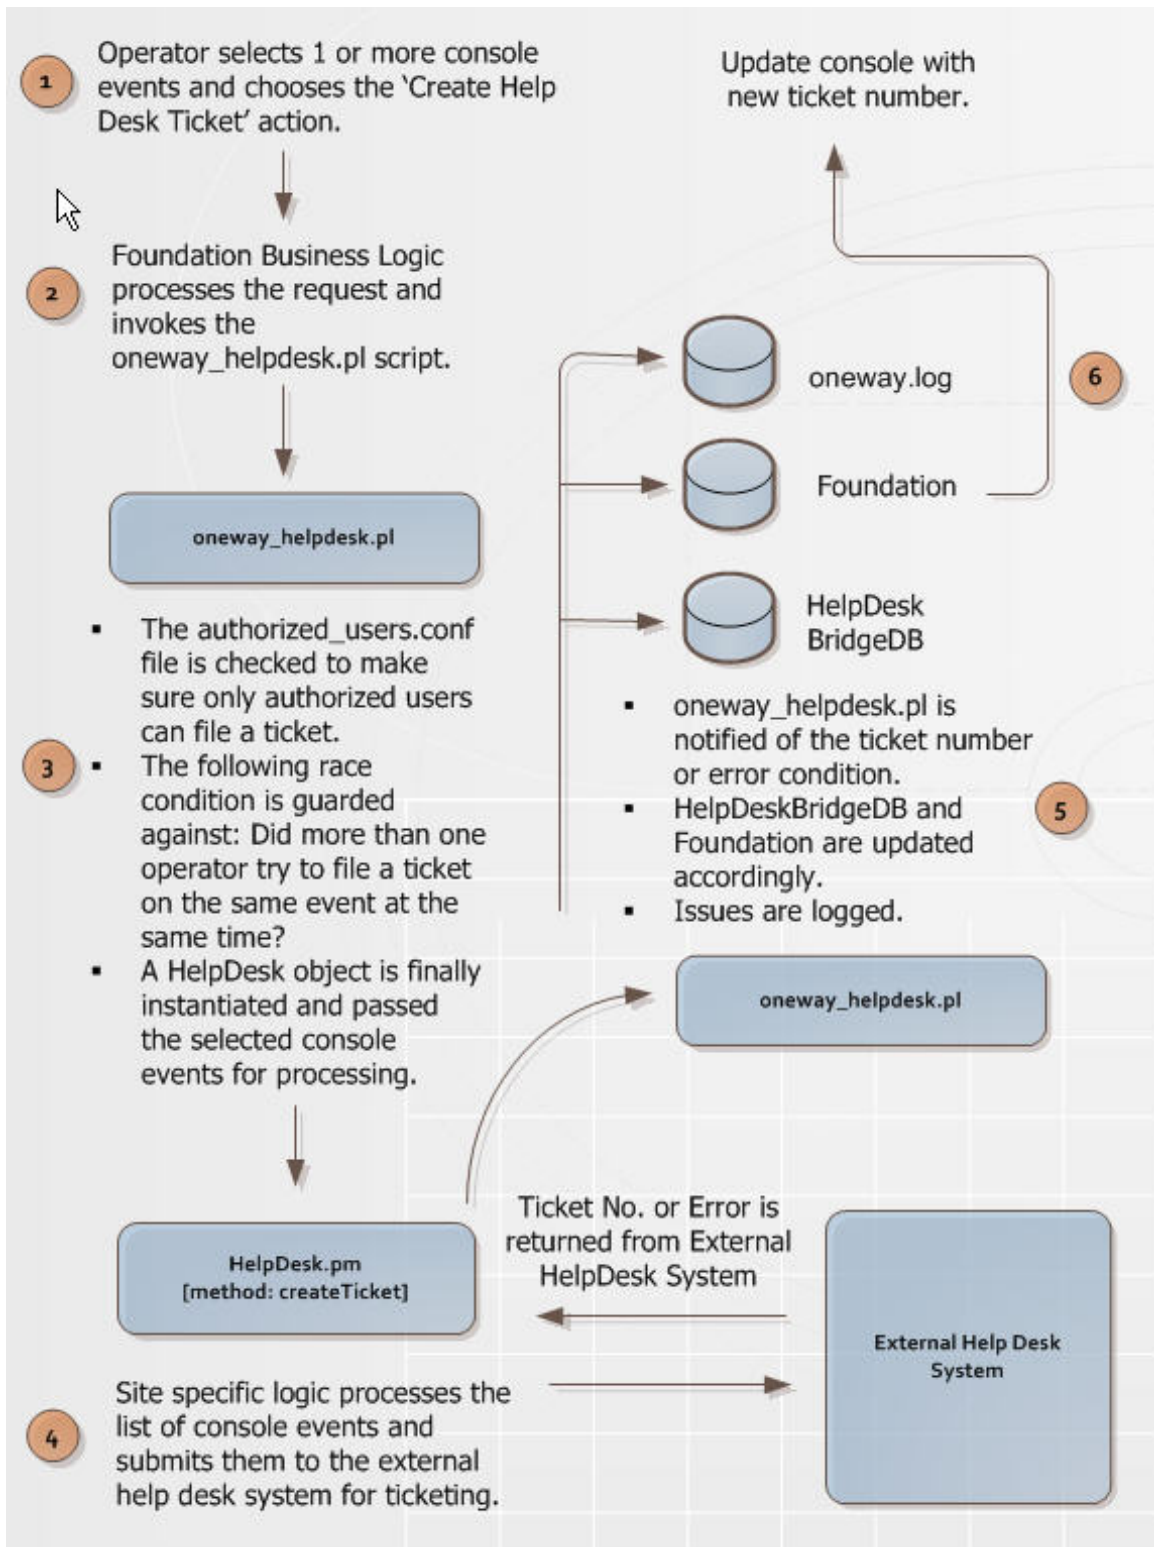 1
Operator selects 1 or more console
events and chooses the ‘Create Help
Desk Ticket’ action.
2
Foundation Business Logic
processes the request and
invokes the
oneway_helpdesk.pl script.
oneway_helpdesk.pl
3
▪ The authorized_users.conf
file is checked to make
sure only authorized users
can file a ticket.
▪ The following race
condition is guarded
against: Did more than one
operator try to file a ticket
on the same event at the
same time?
▪ A HelpDesk object is finally
instantiated and passed
the selected console
events for processing.
HelpDesk.pm
[method: createTicket]
4
Site specific logic processes the
list of console events and
submits them to the external
help desk system for ticketing.
Ticket No. or Error is
returned from External
HelpDesk System
External Help Desk
System
oneway_helpdesk.pl
5
▪ oneway_helpdesk.pl is
notified of the ticket number
or error condition.
▪ HelpDeskBridgeDB and
Foundation are updated
accordingly.
▪ Issues are logged.
oneway.log
Foundation
HelpDesk
BridgeDB
6
Update console with
new ticket number.